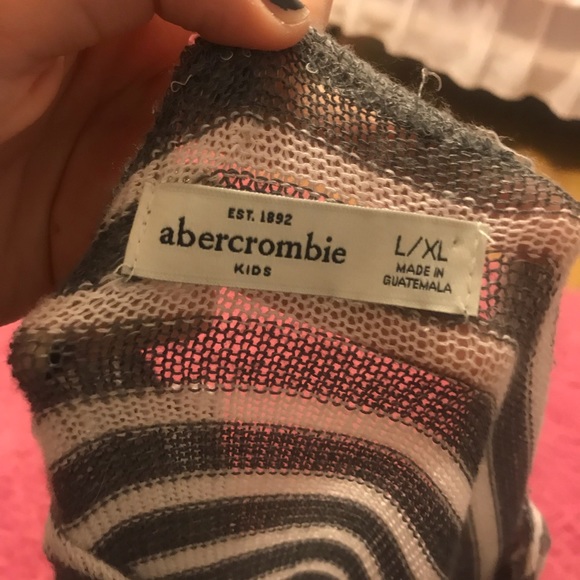 EST. 1892
abercrombie
KIDS
L/XL
MADE IN
GUATEMALA